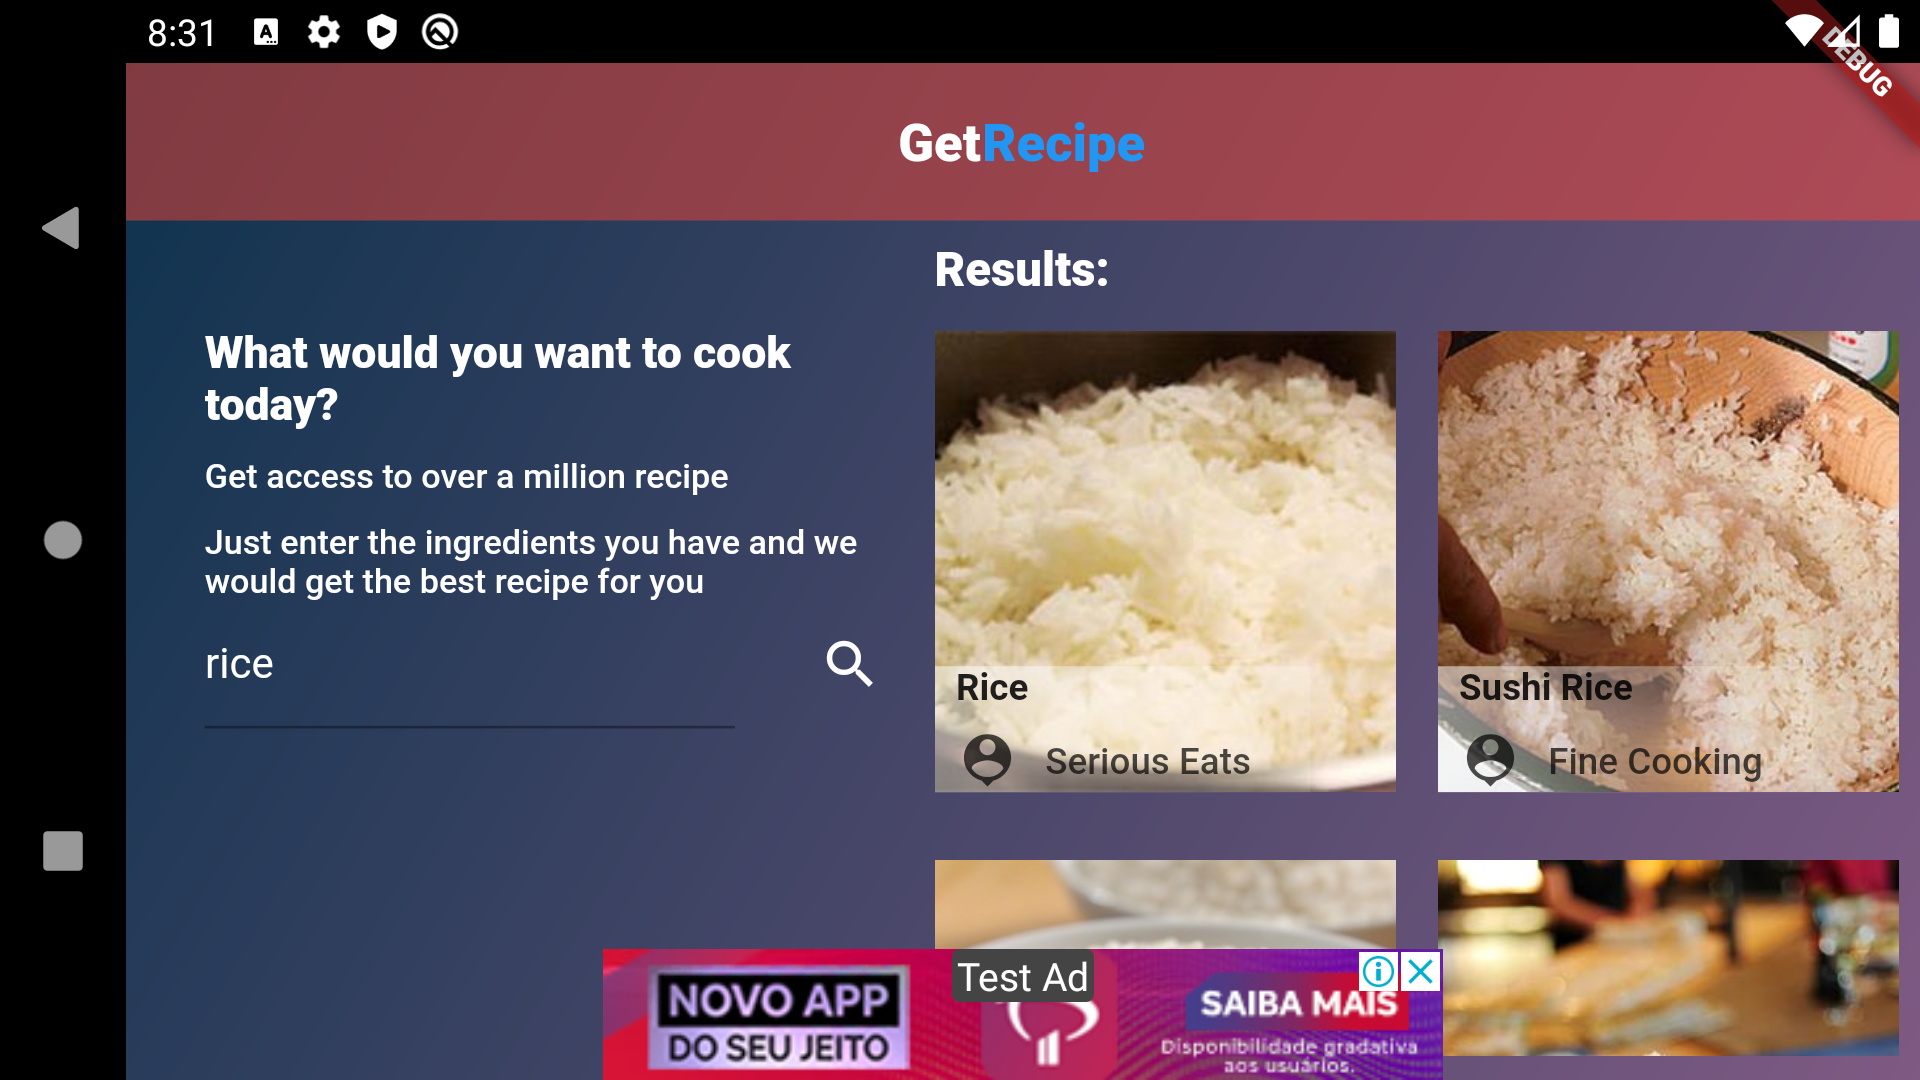 8:31
DEBUG
GetRecipe
Results:
What would you want to cook
today?
Get access to over a million recipe
Just enter the ingredients you have and we
would get the best recipe for you
rice
Rice
Serious Eats
Sushi Rice
Fine Cooking
Test Ad
NOVO APP
DO SEU JEITO
SAIBA MAIS
Disponibilidade gradativa
aos usuários.